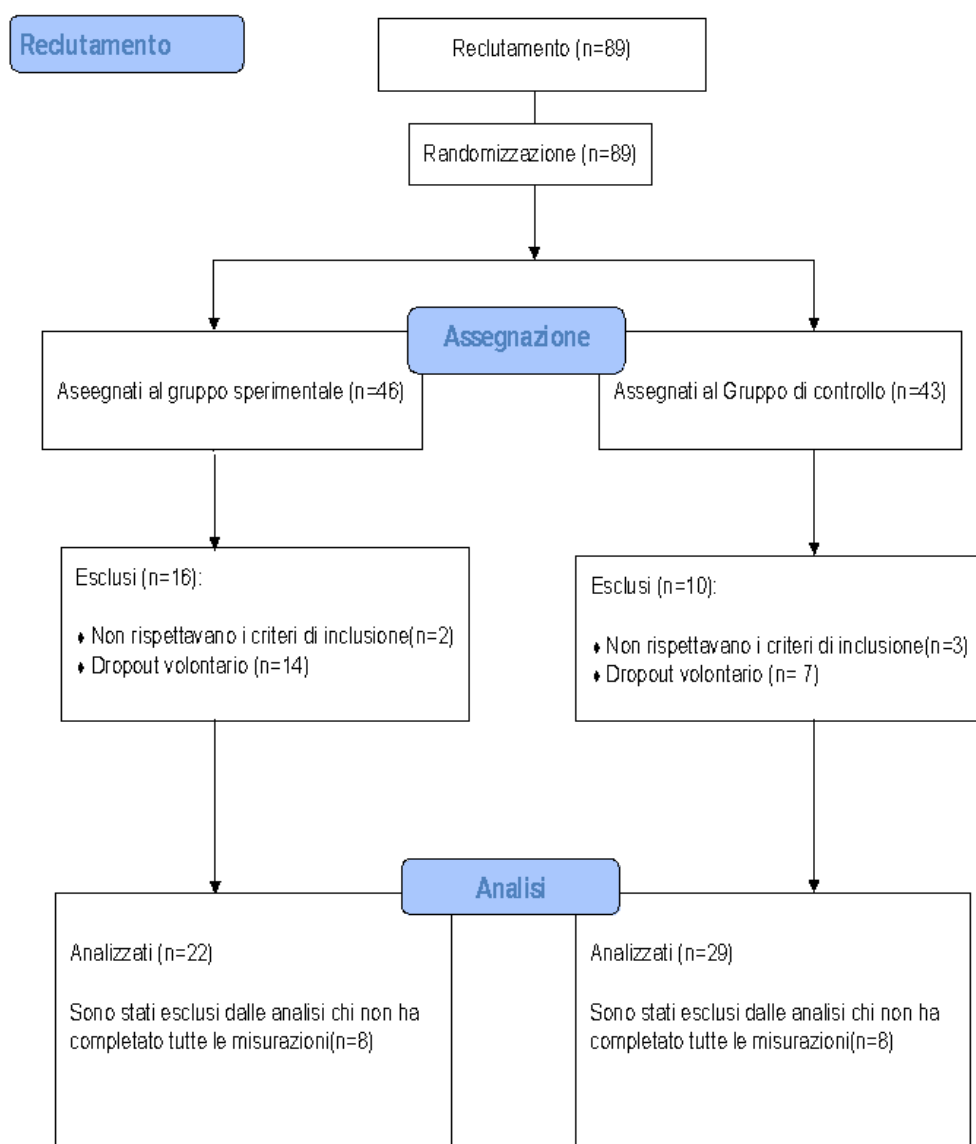 Reclutamento
Reclutamento (n=89)
Randomizzazione (n=89)
Assegnazione
Aseegnati al gruppo sperimentale (n=46)
Assegnati al Gruppo di controllo (n=43)
Esclusi (n=16):
♦ Non rispettavano i criteri di inclusione(n=2)
♦ Dropout volontario (n=14)
Esclusi (n=10):
♦ Non rispettavano i criteri di inclusione(n=3)
♦ Dropout volontario (n= 7)
Analisi
Analizzati (n=22)
Sono stati esclusi dalle analisi chi non ha
completato tutte le misurazioni(n=8)
Analizzati (n=29)
Sono stati esclusi dalle analisi chi non ha
completato tutte le misurazioni(n=8)